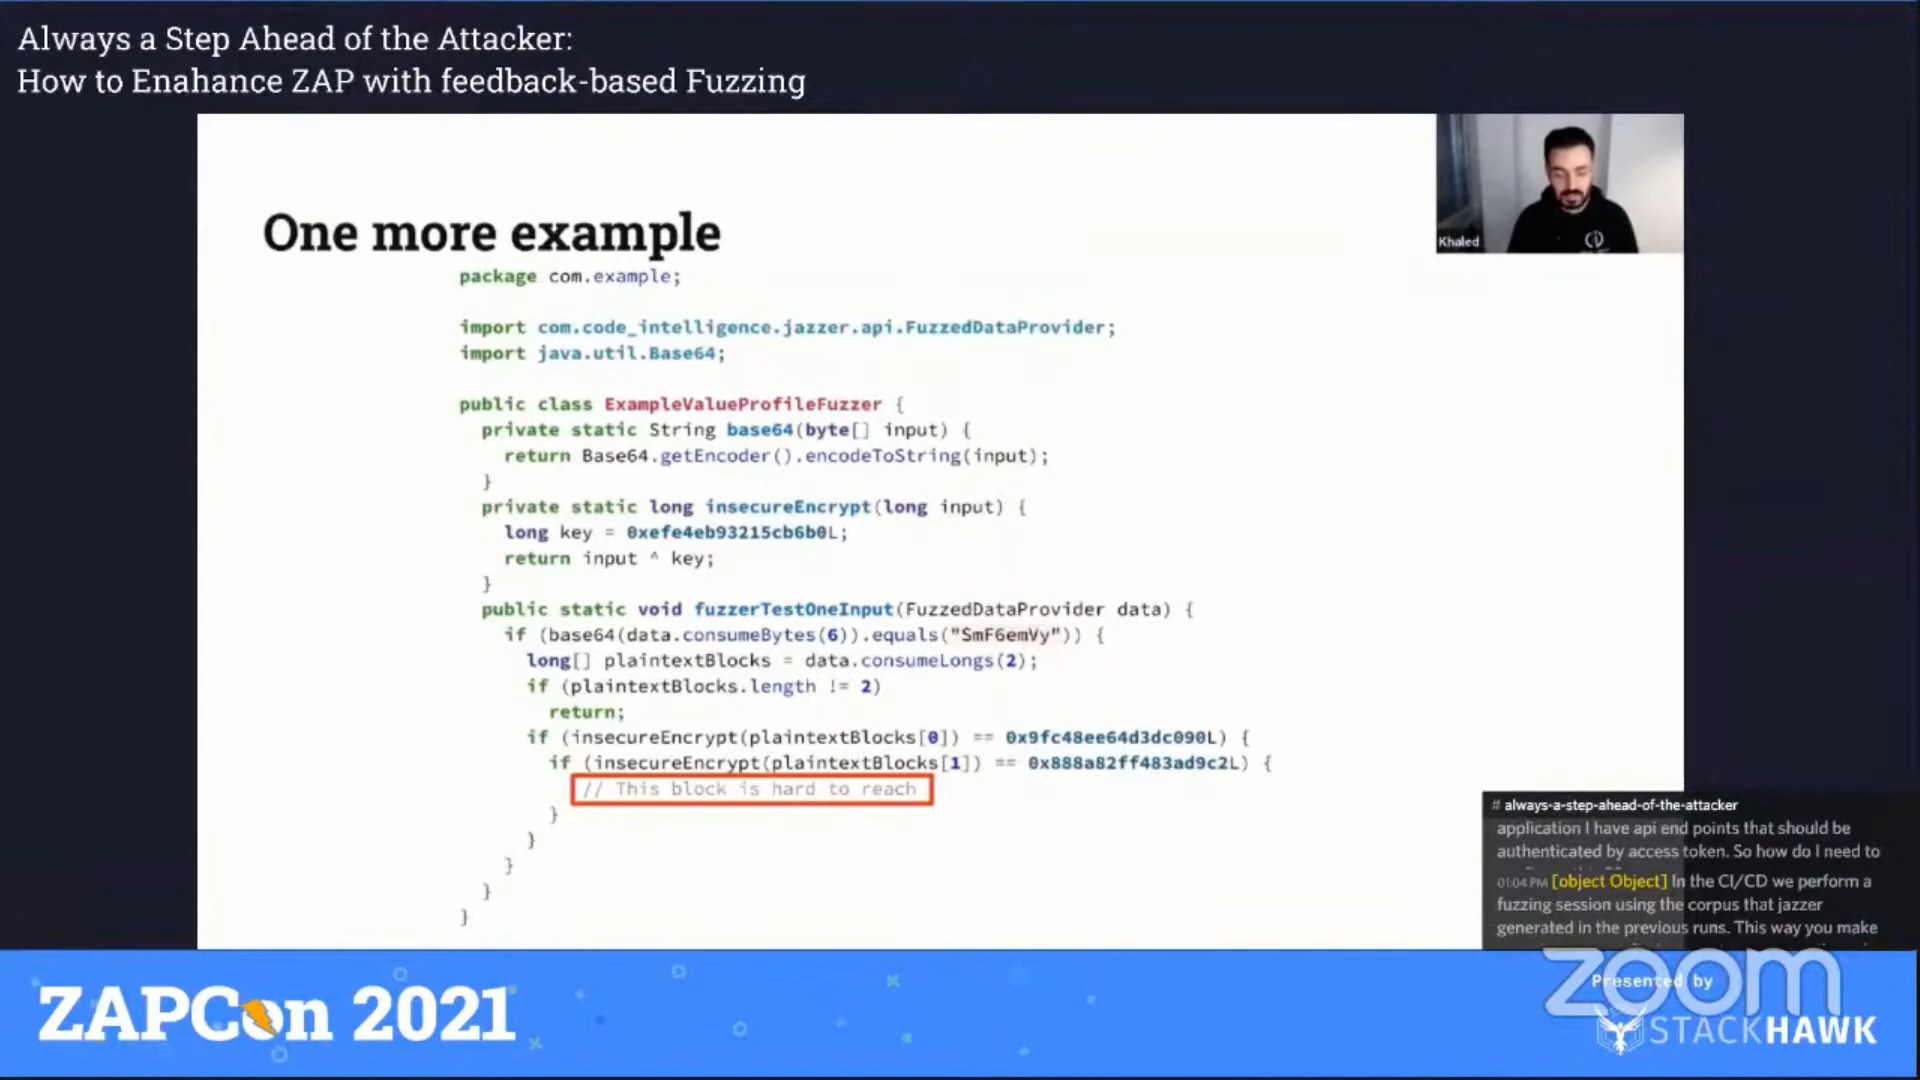 Always a Step Ahead of the Attacker:
How to Enahance ZAP with feedback-based Fuzzing
Khaled
One more example
package com.example;
import com.code_intelligence.jazzer.api.FuzzedDataProvider;
import java.util.Base64;
public class ExampleValueProfileFuzzer {
private static String base64(byte[] input) {
return Base64.getEncoder().encodeToString(input);
}
private static long insecureEncrypt(long input) {
long key = 0xefe4eb93215cb6b0L;
return input ^ key;
}
public static void fuzzerTestOneInput(FuzzedDataProvider data) {
if (base64(data.consumeBytes(6)).equals("SmF6emVy")) {
long[] plaintextBlocks = data.consumeLongs(2);
if (plaintextBlocks.length != 2)
return;
if (insecureEncrypt(plaintextBlocks[0]) == 0x9fc48ee64d3dc090L) {
if (insecureEncrypt(plaintextBlocks[1]) == 0x888a82ff483ad9c2L) {
// This block is hard to reach
}
}
}
}
}
# always-a-step-ahead-of-the-attacker
application I have api end points that should be
authenticated by access token. So how do I need to
01:04 PM [object Object] In the CI/CD we perform a
fuzzing session using the corpus that jazzer
generated in the previous runs. This way you make
ZAPCon 2021
zoom
Presented by
STACKHAWK